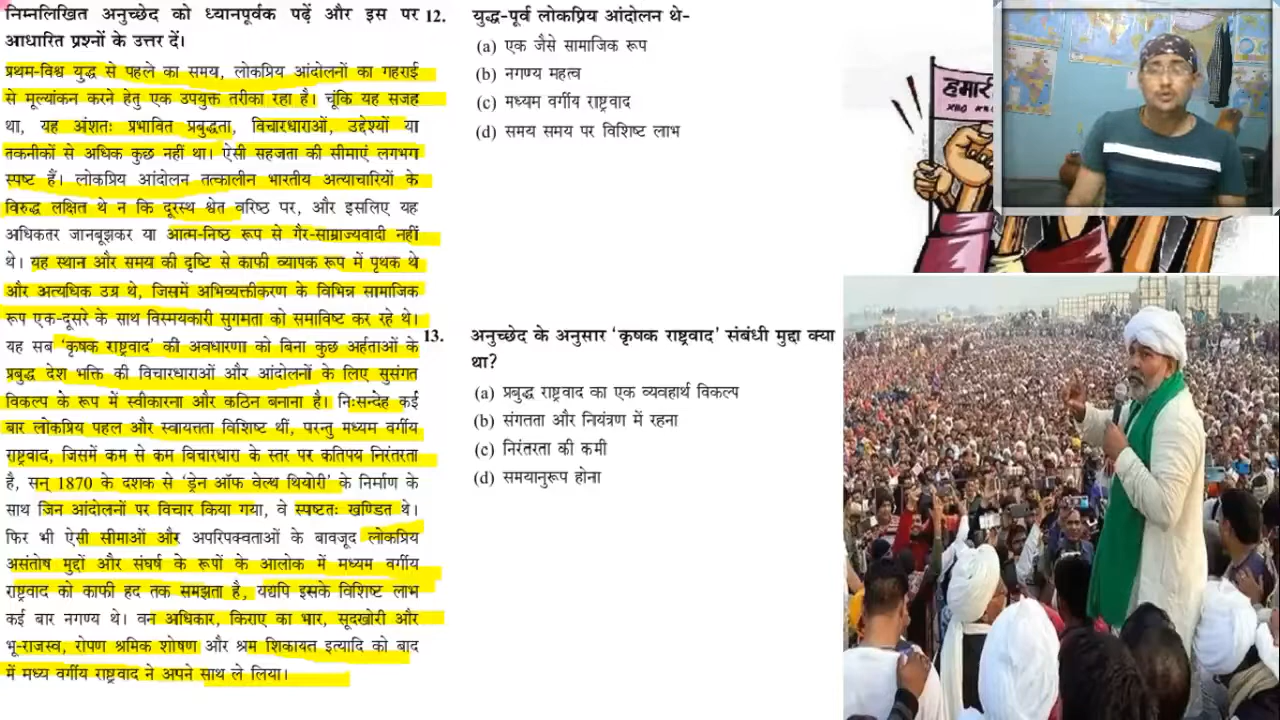 निम्नलिखित अनुच्छेद को ध्यानपूर्वक पढ़ें और इस पर
आधारित प्रश्नों के उत्तर दें।
प्रथम-विश्व युद्ध से पहले का समय, लोकप्रिय आंदोलनों का गहराई
से मूल्यांकन करने हेतु एक उपयुक्त तरीका रहा है। चूंकि यह सजह
था, यह अंशतः प्रभावित प्रबुद्धता, विचारधाराओं, उद्देश्यों या
तकनीकों से अधिक कुछ नहीं था। ऐसी सहजता की सीमाएं लगभग
स्पष्ट हैं। लोकप्रिय आंदोलन तत्कालीन भारतीय अत्याचारियों के
विरुद्ध लक्षित थे न कि दूरस्थ श्वेत वरिष्ठ पर, और इसलिए यह
अधिकतर जानबूझकर या आत्म-निष्ठ रूप से गैर-साम्राज्यवादी नहीं
थे। यह स्थान और समय की दृष्टि से काफी व्यापक रूप में पृथक थे
और अत्यधिक उग्र थे, जिसमें अभिव्यक्तीकरण के विभिन्न सामाजिक
रूप एक-दूसरे के साथ विस्मयकारी सुगमता को समाविष्ट कर रहे थे।
यह सब ‘कृषक राष्ट्रवाद’ की अवधारणा को बिना कुछ अर्हताओं के
प्रबुद्ध देश भक्ति की विचारधाराओं और आंदोलनों के लिए सुसंगत
विकल्प के रूप में स्वीकारना और कठिन बनाना है। निःसन्देह कई
बार लोकप्रिय पहल और स्वायत्तता विशिष्ट थीं, परन्तु मध्यम वर्गीय
राष्ट्रवाद, जिसमें कम से कम विचारधारा के स्तर पर कतिपय निरंतरता
है, सन् 1870 के दशक से ‘ड्रेन ऑफ वेल्थ थियोरी’ के निर्माण के
साथ जिन आंदोलनों पर विचार किया गया, वे स्पष्टतः खण्डित थे।
फिर भी ऐसी सीमाओं और अपरिपक्वताओं के बावजूद लोकप्रिय
असंतोष मुद्दों और संघर्ष के रूपों के आलोक में मध्यम वर्गीय
राष्ट्रवाद को काफी हद तक समझता है, यद्यपि इसके विशिष्ट लाभ
कई बार नगण्य थे। वन अधिकार, किराए का भार, सूदखोरी और
भू-राजस्व, रोपण श्रमिक शोषण और श्रम शिकायत इत्यादि को बाद
में मध्य वर्गीय राष्ट्रवाद ने अपने साथ ले लिया।
12. युद्ध-पूर्व लोकप्रिय आंदोलन थे-
(a) एक जैसे सामाजिक रूप
(b) नगण्य महत्व
(c) मध्यम वर्गीय राष्ट्रवाद
(d) समय समय पर विशिष्ट लाभ
13. अनुच्छेद के अनुसार ‘कृषक राष्ट्रवाद’ संबंधी मुद्दा क्या
था?
(a) प्रबुद्ध राष्ट्रवाद का एक व्यवहार्थ विकल्प
(b) संगतता और नियंत्रण में रहना
(c) निरंतरता की कमी
(d) समयानुरूप होना
हमारी